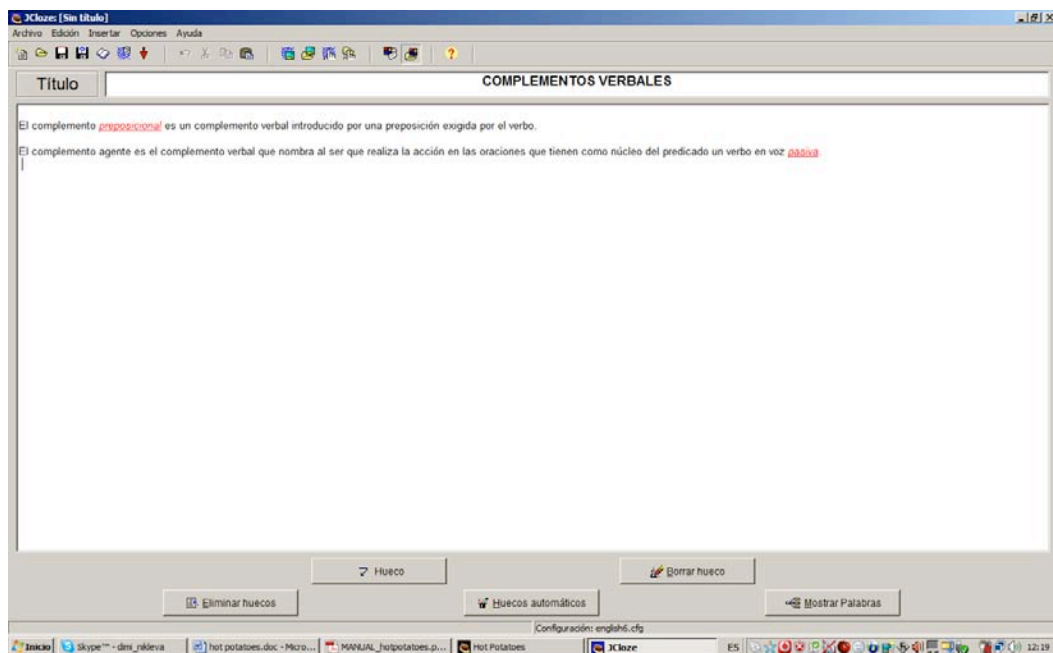 JCloze: [Sin título]
Archivo Edición Insertar Opciones Ayuda
Título
COMPLEMENTOS VERBALES
El complemento preposicional es un complemento verbal introducido por una preposición exigida por el verbo.
El complemento agente es el complemento verbal que nombra al ser que realiza la acción en las oraciones que tienen como núcleo del predicado un verbo en voz pasiva.
Hueco Borrar hueco
Eliminar huecos Huecos automáticos Mostrar Palabras
Configuración: english6.cfg
Inicio Skype™ - dimi_nikleva hot potatoes.doc - Micro... MANUAL_hotpotatoes.p... Hot Potatoes JCloze ES 12:19